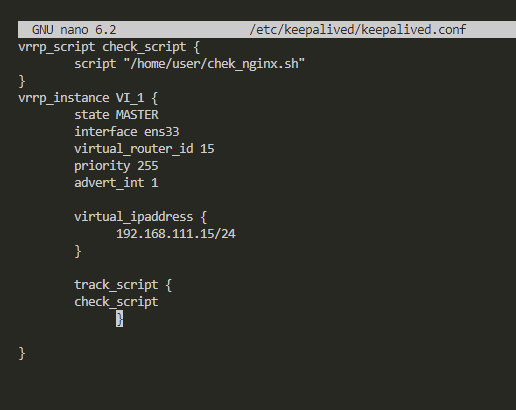 GNU nano 6.2 /etc/keepalived/keepalived.conf
vrrp_script check_script {
script "/home/user/chek_nginx.sh"
}
vrrp_instance VI_1 {
state MASTER
interface ens33
virtual_router_id 15
priority 255
advert_int 1
virtual_ipaddress {
192.168.111.15/24
}
track_script {
check_script
}
}